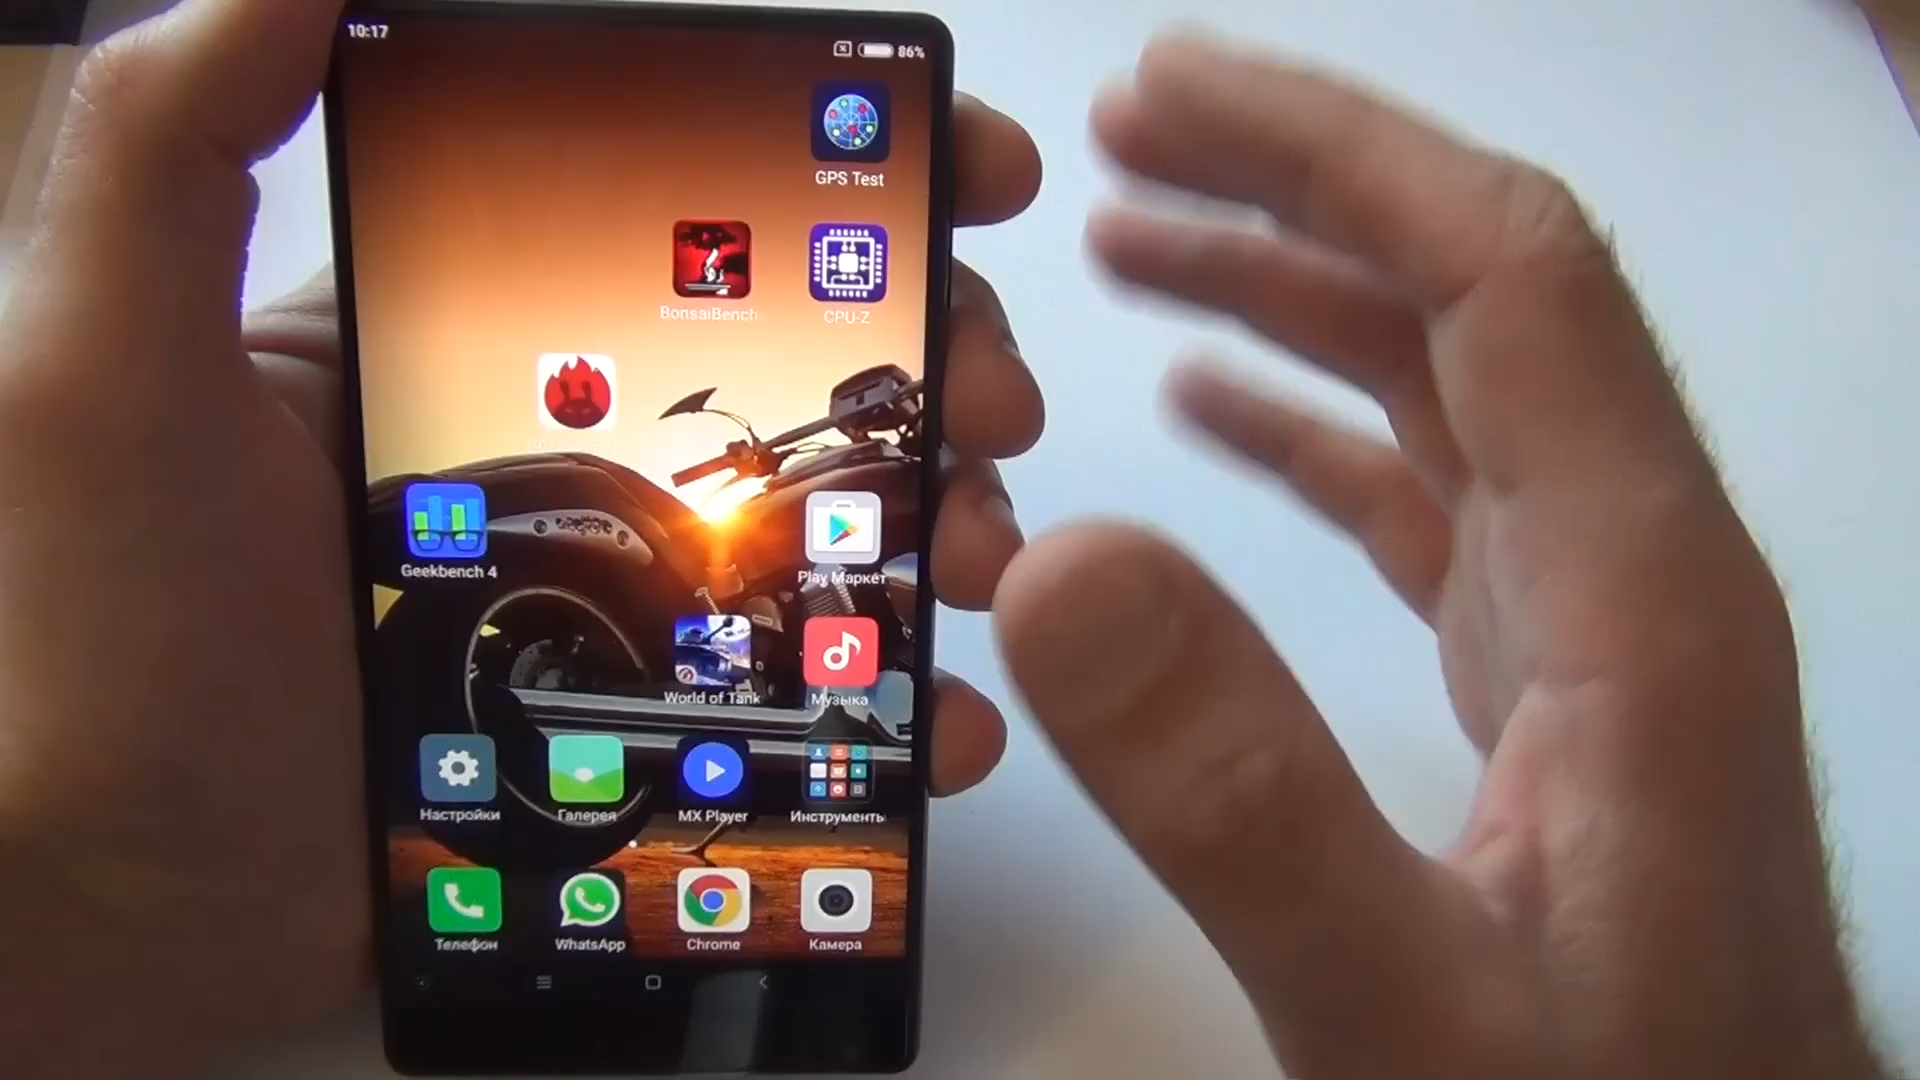 10:17
86%
GPS Test
BonsaiBench
CPU-Z
Geekbench 4
Play Маркет
World of Tank
Музыка
Настройки
Галерея
MX Player
Инструменты
Телефон
WhatsApp
Chrome
Камера